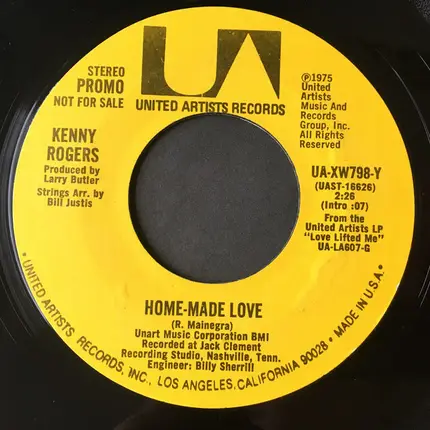 STEREO
PROMO
NOT FOR SALE
UA
UNITED ARTISTS RECORDS
Ⓟ1975
United
Artists
Music And
Records
Group, Inc.
All Rights
Reserved
KENNY
ROGERS
Produced by
Larry Butler
Strings Arr. by
Bill Justis
UA-XW798-Y
(UAST-16626)
2:26
(Intro :07)
From the
United Artists LP
"Love Lifted Me"
UA-LA607-G
HOME-MADE LOVE
(R. Mainegra)
Unart Music Corporation BMI
Recorded at Jack Clement
Recording Studio, Nashville, Tenn.
Engineer: Billy Sherrill
• UNITED ARTISTS RECORDS, INC., LOS ANGELES, CALIFORNIA 90028 • MADE IN U.S.A. •